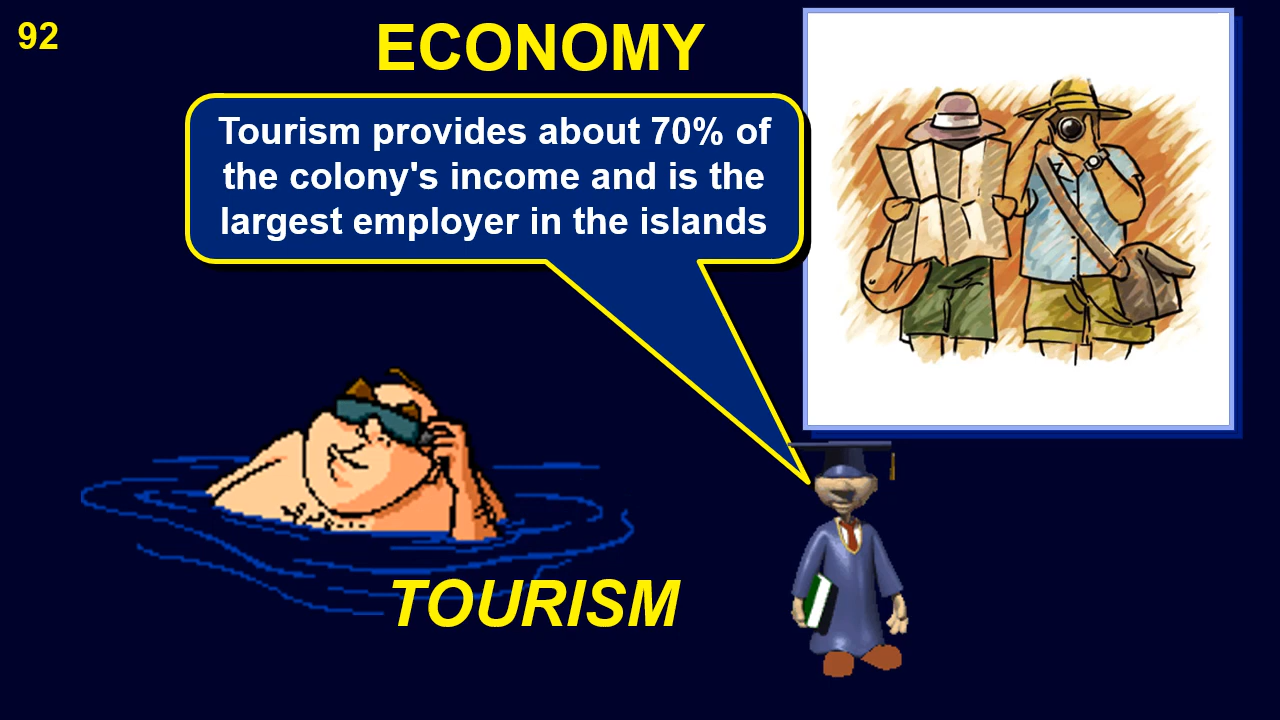 92
ECONOMY
Tourism provides about 70% of
the colony's income and is the
largest employer in the islands
TOURISM